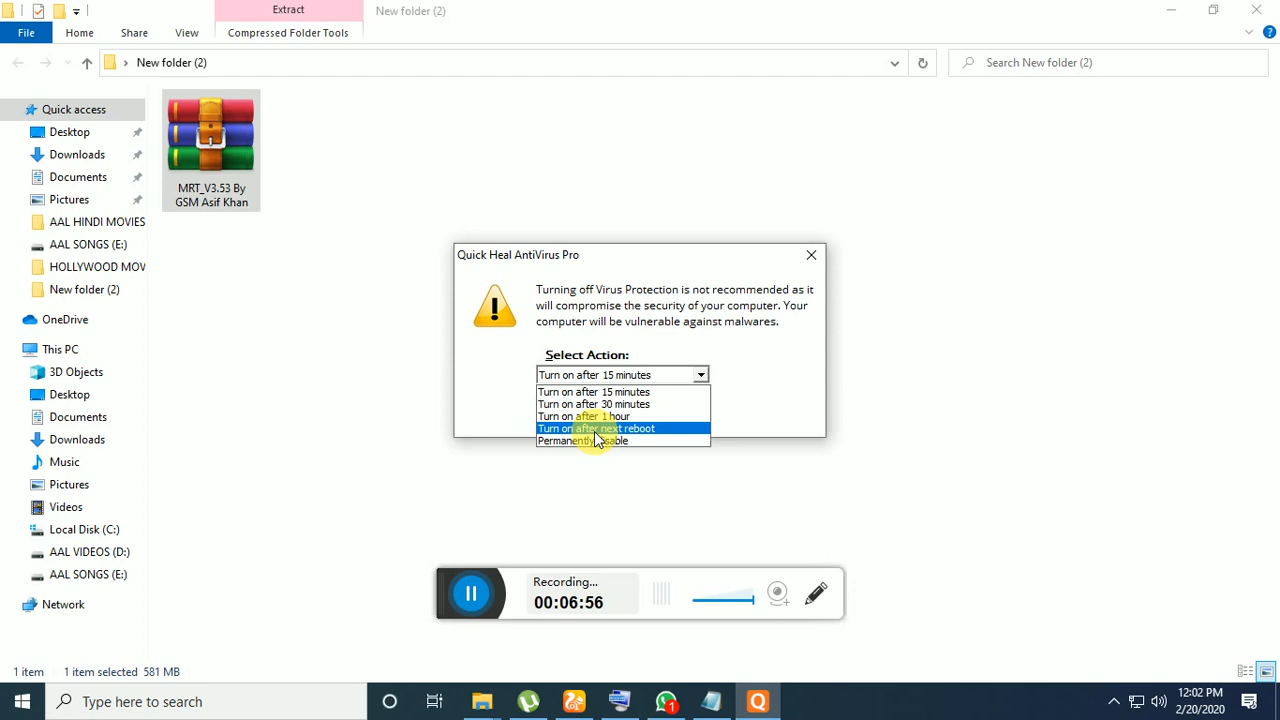 Extract
New folder (2)
File
Home
Share
View
Compressed Folder Tools
New folder (2)
Search New folder (2)
Quick access
Desktop
Downloads
Documents
Pictures
AAL HINDI MOVIES
AAL SONGS (E:)
HOLLYWOOD MOV
New folder (2)
OneDrive
This PC
3D Objects
Desktop
Documents
Downloads
Music
Pictures
Videos
Local Disk (C:)
AAL VIDEOS (D:)
AAL SONGS (E:)
Network
MRT_V3.53 By
GSM Asif Khan
Quick Heal AntiVirus Pro
Turning off Virus Protection is not recommended as it
will compromise the security of your computer. Your
computer will be vulnerable against malwares.
Select Action:
Turn on after 15 minutes
Turn on after 15 minutes
Turn on after 30 minutes
Turn on after 1 hour
Turn on after next reboot
Permanently
Recording...
00:06:56
1 item
1 item selected 581 MB
Type here to search
1
Q
12:02 PM
2/20/2020